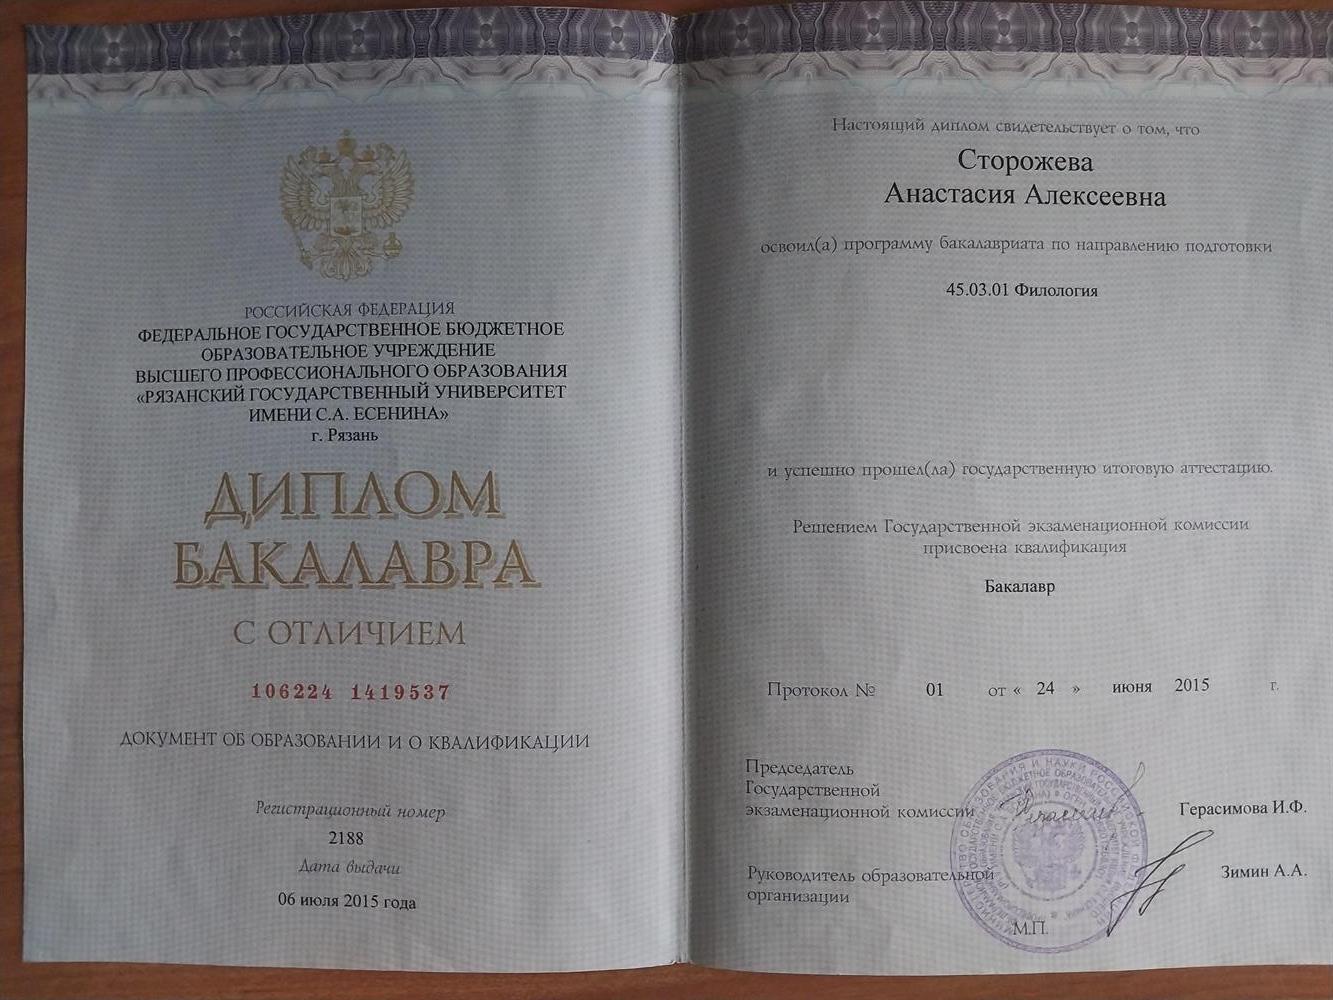 РОССИЙСКАЯ ФЕДЕРАЦИЯ
ФЕДЕРАЛЬНОЕ ГОСУДАРСТВЕННОЕ БЮДЖЕТНОЕ
ОБРАЗОВАТЕЛЬНОЕ УЧРЕЖДЕНИЕ
ВЫСШЕГО ПРОФЕССИОНАЛЬНОГО ОБРАЗОВАНИЯ
«РЯЗАНСКИЙ ГОСУДАРСТВЕННЫЙ УНИВЕРСИТЕТ
ИМЕНИ С.А. ЕСЕНИНА»
г. Рязань
ДИПЛОМ
БАКАЛАВРА
С ОТЛИЧИЕМ
106224 1419537
ДОКУМЕНТ ОБ ОБРАЗОВАНИИ И О КВАЛИФИКАЦИИ
Регистрационный номер
2188
Дата выдачи
06 июля 2015 года
Настоящий диплом свидетельствует о том, что
Сторожева
Анастасия Алексеевна
освоил(а) программу бакалавриата по направлению подготовки
45.03.01 Филология
и успешно прошел(ла) государственную итоговую аттестацию.
Решением Государственной экзаменационной комиссии
присвоена квалификация
Бакалавр
Протокол № 01 от « 24 » июня 2015 г.
Председатель
Государственной
экзаменационной комиссии Герасимова И.Ф.
Руководитель образовательной Зимин А.А.
организации
М.П.